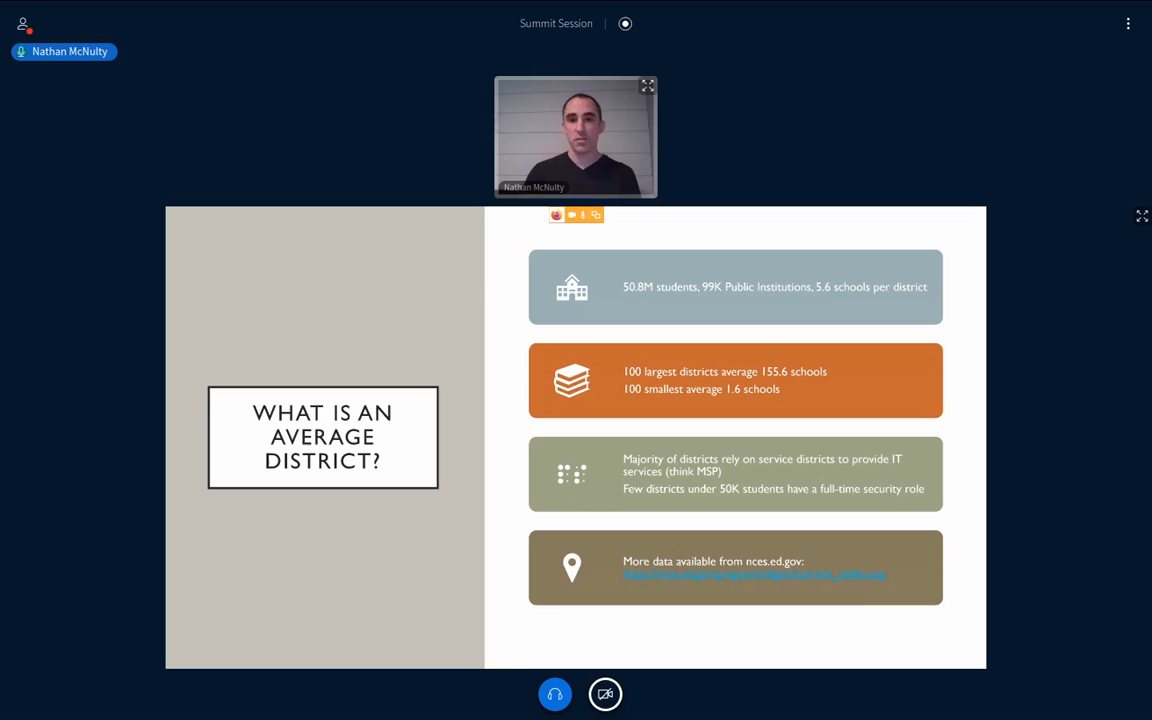 Summit Session
Nathan McNulty
Nathan McNulty
WHAT IS AN
AVERAGE
DISTRICT?
50.8M students, 99K Public Institutions, 5.6 schools per district
100 largest districts average 155.6 schools
100 smallest average 1.6 schools
Majority of districts rely on service districts to provide IT
services (think MSP)
Few districts under 50K students have a full-time security role
More data available from nces.ed.gov: